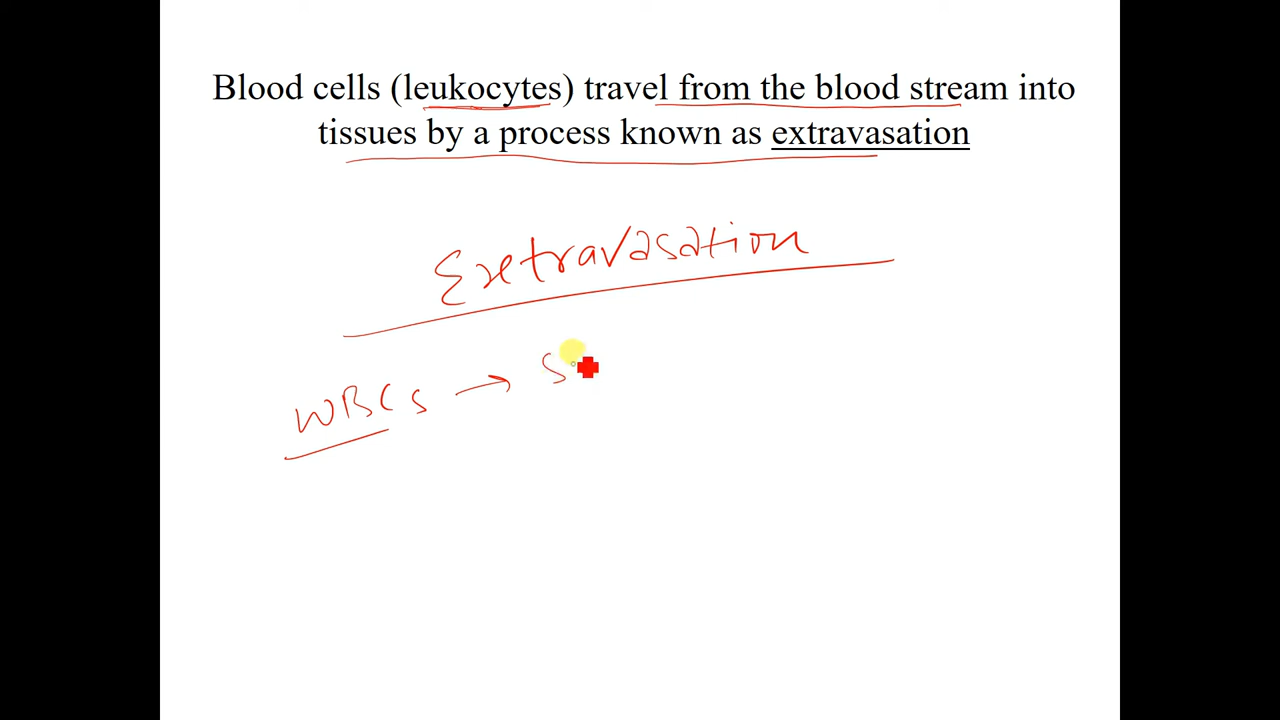 Blood cells (leukocytes) travel from the blood stream into
tissues by a process known as extravasation
Extravasation
WBCs → S